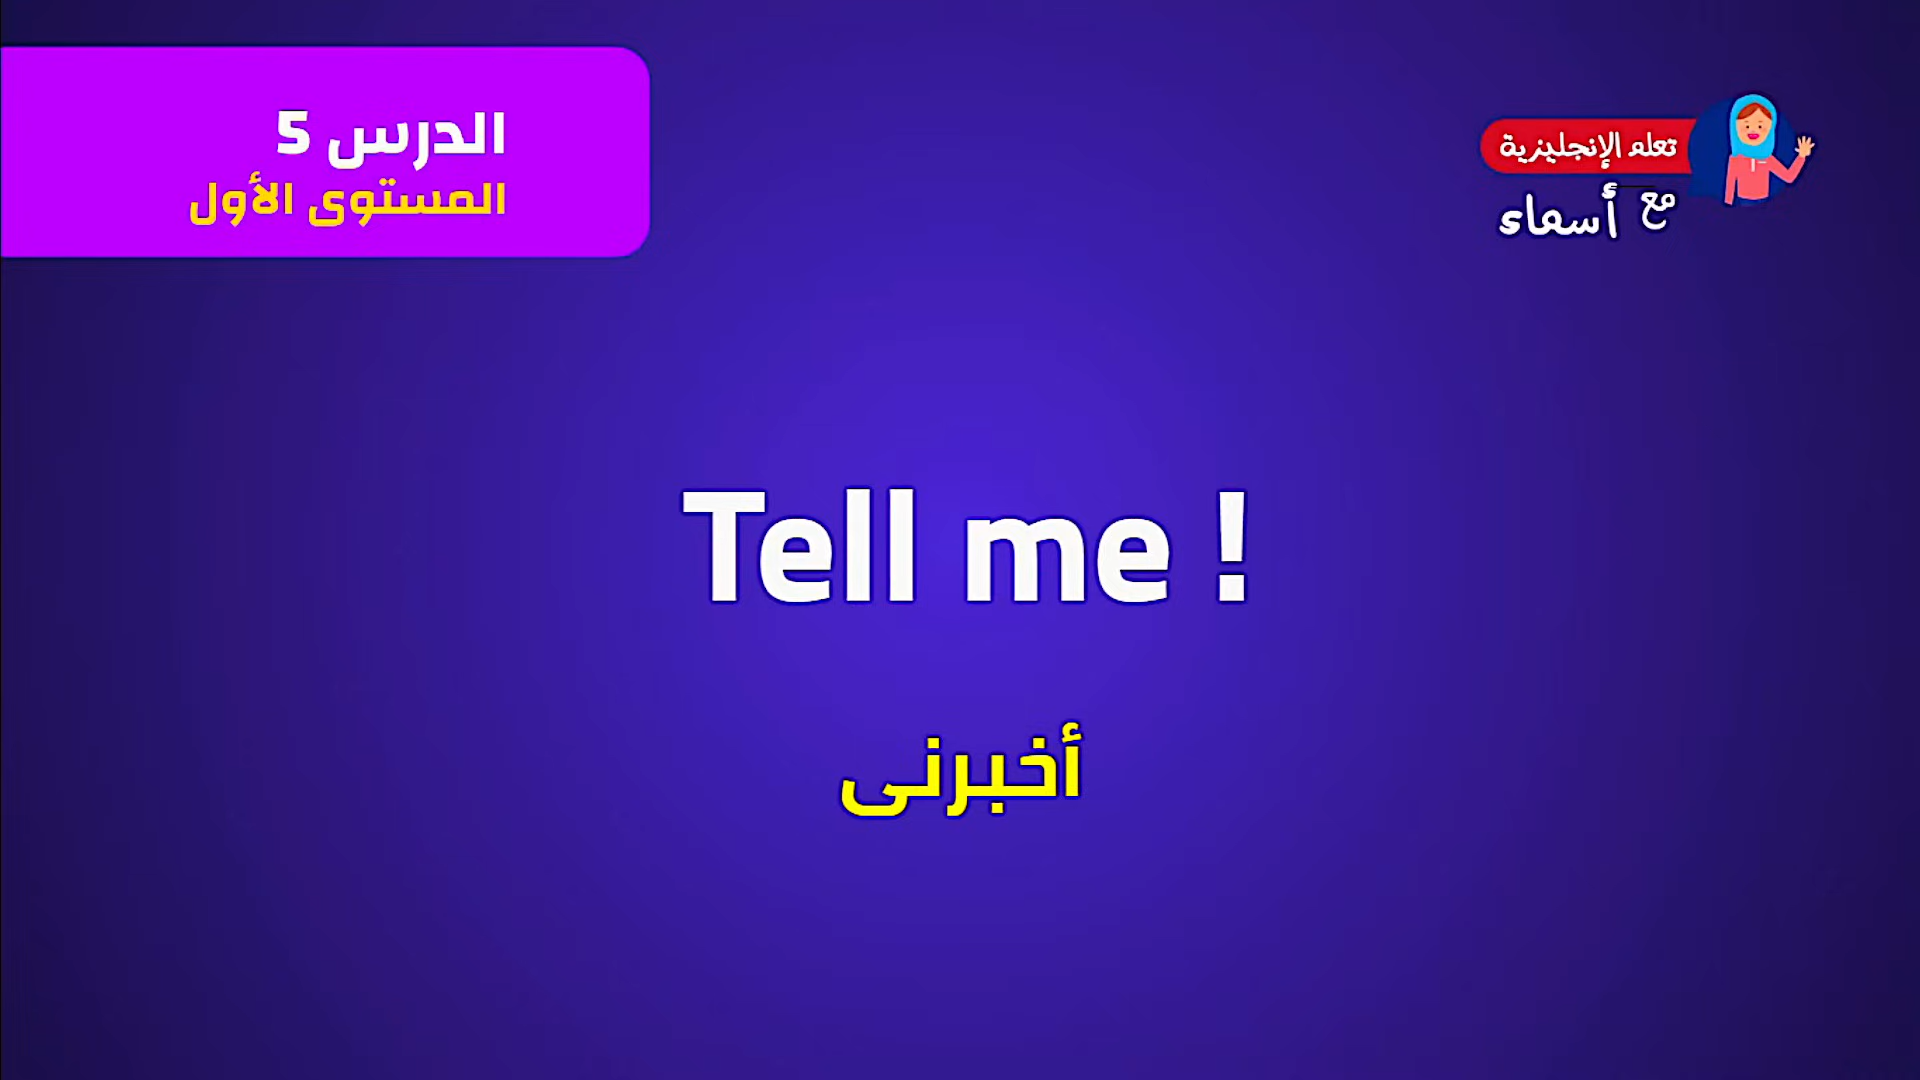 الدرس 5
المستوى الأول
تعلم الإنجليزية
مع أسماء
Tell me !
أخبرنى